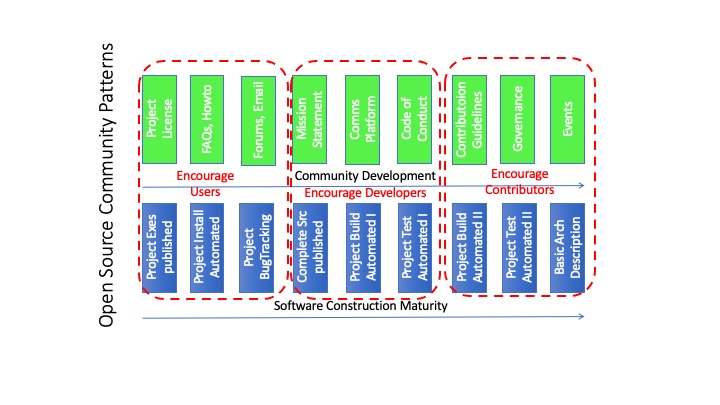 Open Source Community Patterns
Project
License
FAQs, Howto
Forums, Email
Mission
Statement
Comms
Platform
Code of
Conduct
Contributoion
Guidelines
Governance
Events
Encourage
Users
Community Development
Encourage Developers
Encourage
Contributors
Project Exes
published
Project Install
Automated
Project
BugTracking
Complete Src
published
Project Build
Automated I
Project Test
Automated I
Project Build
Automated II
Project Test
Automated II
Basic Arch
Description
Software Construction Maturity